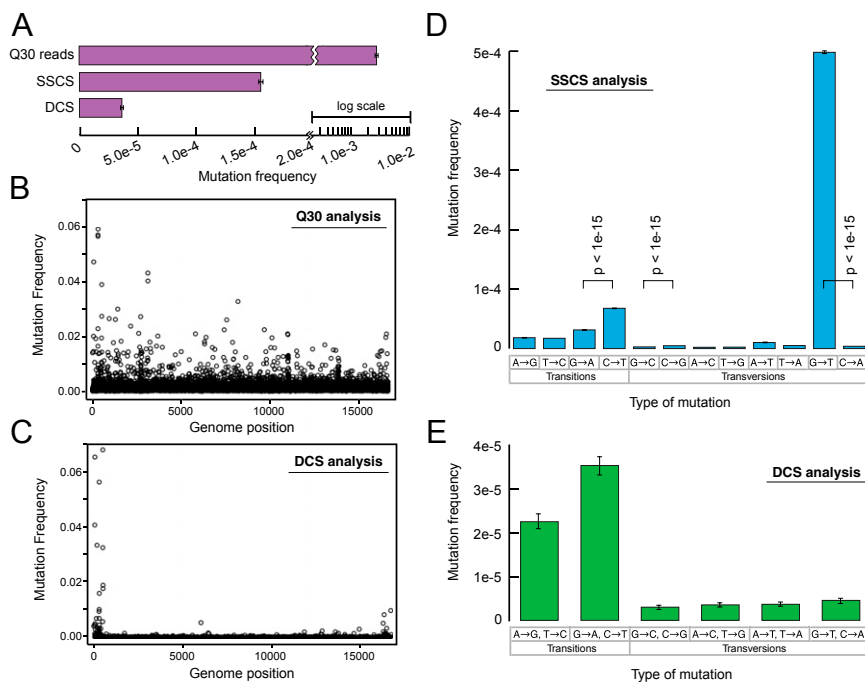 A
Q30 reads
SSCS
DCS
log scale
0
5.0e-5
1.0e-4
1.5e-4
2.0e-4
1.0e-3
1.0e-2
Mutation frequency
B
Q30 analysis
Mutation Frequency
0.06
0.04
0.02
0.00
0 5000 10000 15000
Genome position
C
DCS analysis
Mutation Frequency
0.06
0.04
0.02
0.00
0 5000 10000 15000
Genome position
D
SSCS analysis
Mutation frequency
5e-4
4e-4
3e-4
2e-4
1e-4
0
p < 1e-15
p < 1e-15
p < 1e-15
A→G T→C G→A C→T G→C C→G A→C T→G A→T T→A G→T C→A
Transitions Transversions
Type of mutation
E
DCS analysis
Mutation frequency
4e-5
3e-5
2e-5
1e-5
0
A→G, T→C G→A, C→T G→C, C→G A→C, T→G A→T, T→A G→T, C→A
Transitions Transversions
Type of mutation